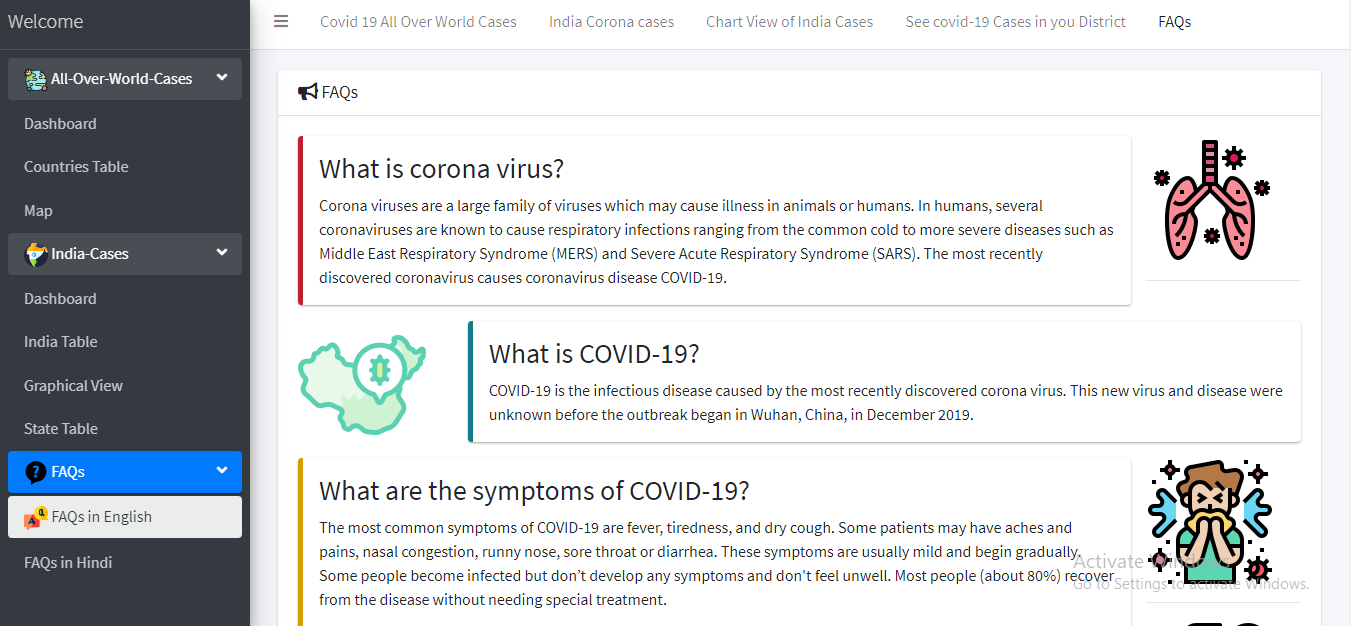 Welcome
All-Over-World-Cases
Dashboard
Countries Table
Map
India-Cases
Dashboard
India Table
Graphical View
State Table
FAQs
FAQs in English
FAQs in Hindi
Covid 19 All Over World Cases India Corona cases Chart View of India Cases See covid-19 Cases in you District FAQs
FAQs
What is corona virus?
Corona viruses are a large family of viruses which may cause illness in animals or humans. In humans, several
coronaviruses are known to cause respiratory infections ranging from the common cold to more severe diseases such as
Middle East Respiratory Syndrome (MERS) and Severe Acute Respiratory Syndrome (SARS). The most recently
discovered coronavirus causes coronavirus disease COVID-19.
What is COVID-19?
COVID-19 is the infectious disease caused by the most recently discovered corona virus. This new virus and disease were
unknown before the outbreak began in Wuhan, China, in December 2019.
What are the symptoms of COVID-19?
The most common symptoms of COVID-19 are fever, tiredness, and dry cough. Some patients may have aches and
pains, nasal congestion, runny nose, sore throat or diarrhea. These symptoms are usually mild and begin gradually.
Some people become infected but don’t develop any symptoms and don't feel unwell. Most people (about 80%) recover
from the disease without needing special treatment.
Activate Windows
Go to Settings to activate Windows.